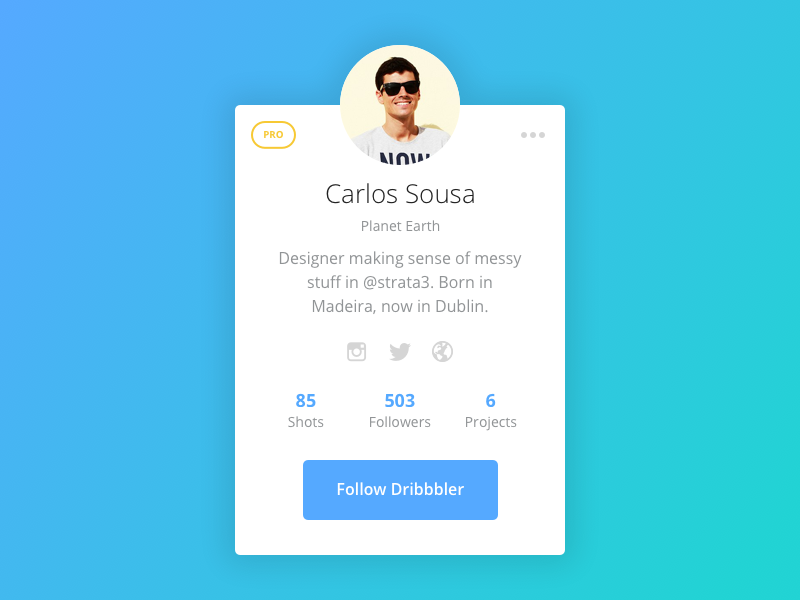 NOW
PRO
Carlos Sousa
Planet Earth
Designer making sense of messy
stuff in @strata3. Born in
Madeira, now in Dublin.
85 503 6
Shots Followers Projects
Follow Dribbbler